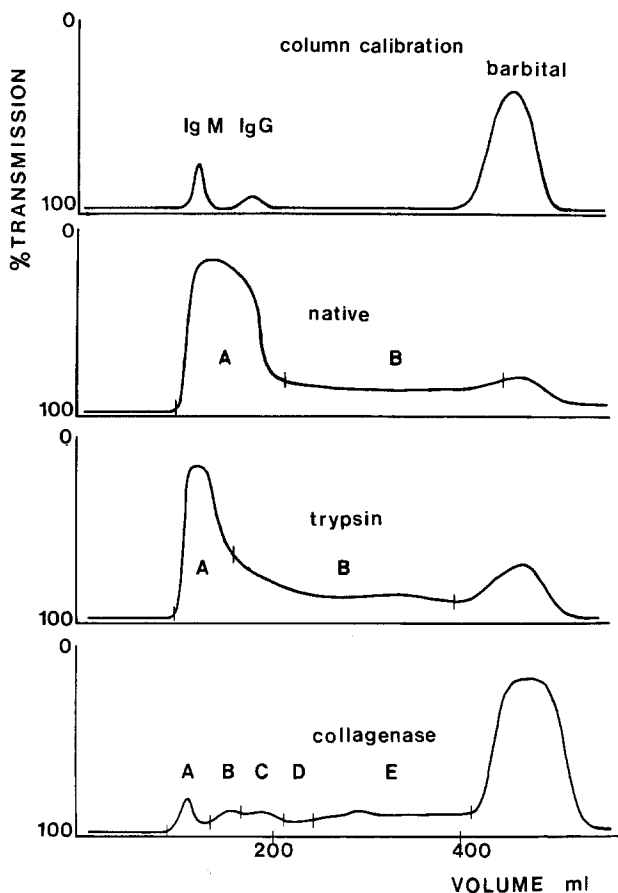 0
column calibration
barbital
Ig M IgG
100
0
native
A B
100
0
trypsin
A B
100
0
collagenase
A B C D E
100
200 400
VOLUME ml
%TRANSMISSION